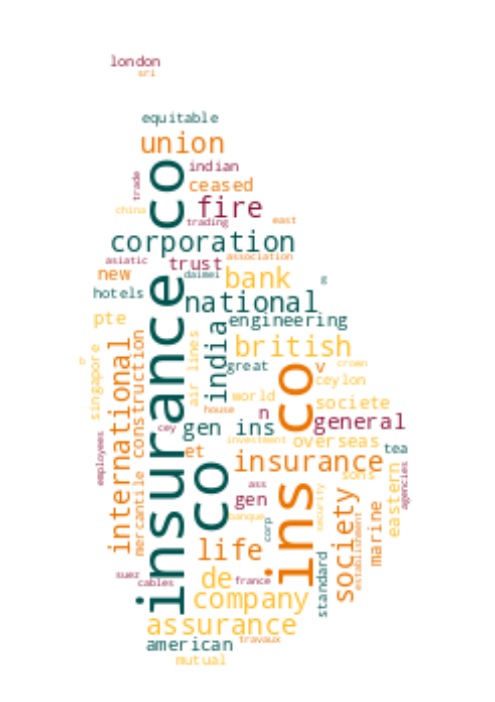 london
sri
equitable
union
indian
trade
ceased
china
fire
trading
east
corporation
asiatic
trust
association
new
daimei
bank
g
hotels
national
pte
engineering
insurance co
india
air lines
british
international
construction
singapore
great
v
crown
ceylon
world
societe
house
n
general
cey
gen ins
investment
overseas
tea
employees
et
insurance
sons
agencies
eastern
ins co
co
ass
gen
security
society
establishment
marine
banque
corp
mercantile
life
standard
suez
cables
de
france
company
assurance
american
travaux
mutual